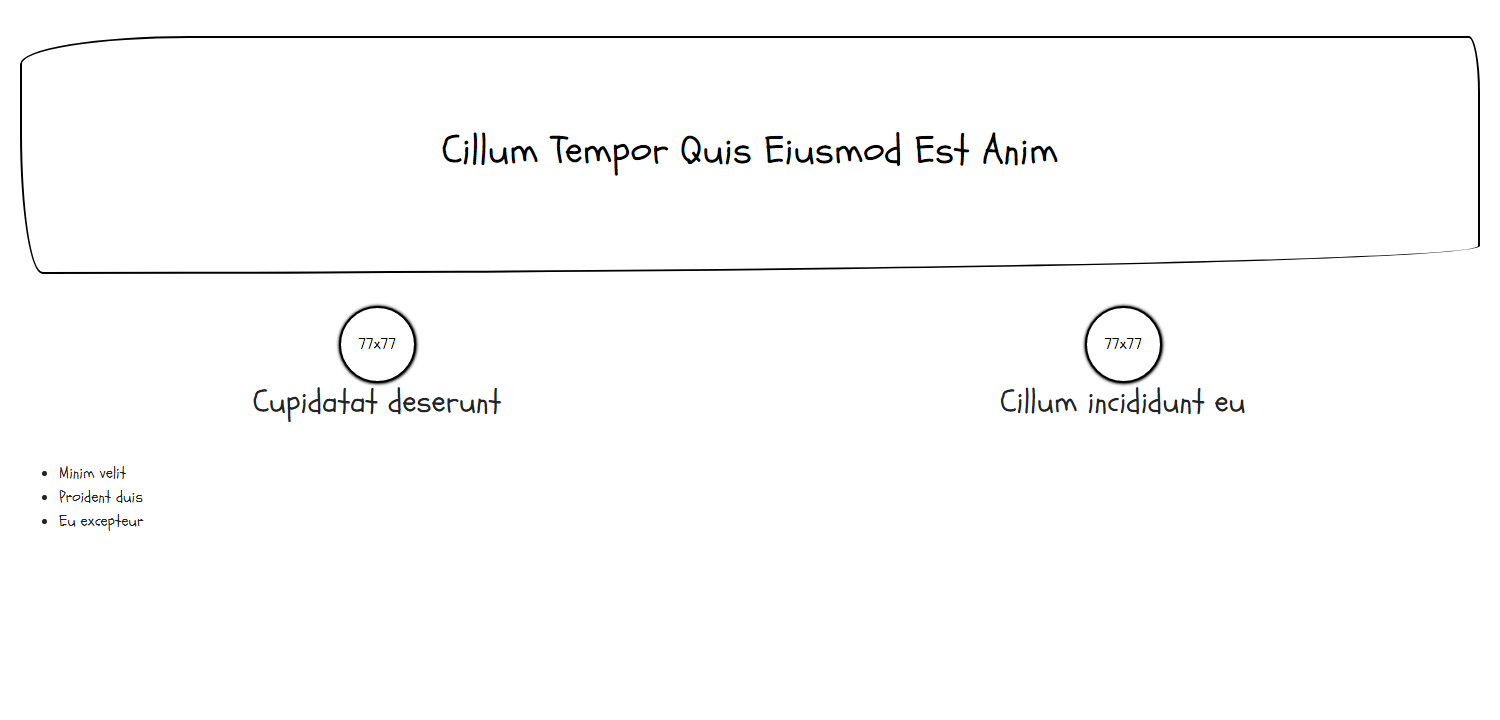 Cillum Tempor Quis Eiusmod Est Anim
77x77
77x77
Cupidatat deserunt
Cillum incididunt eu
Minim velit
Proident duis
Eu excepteur